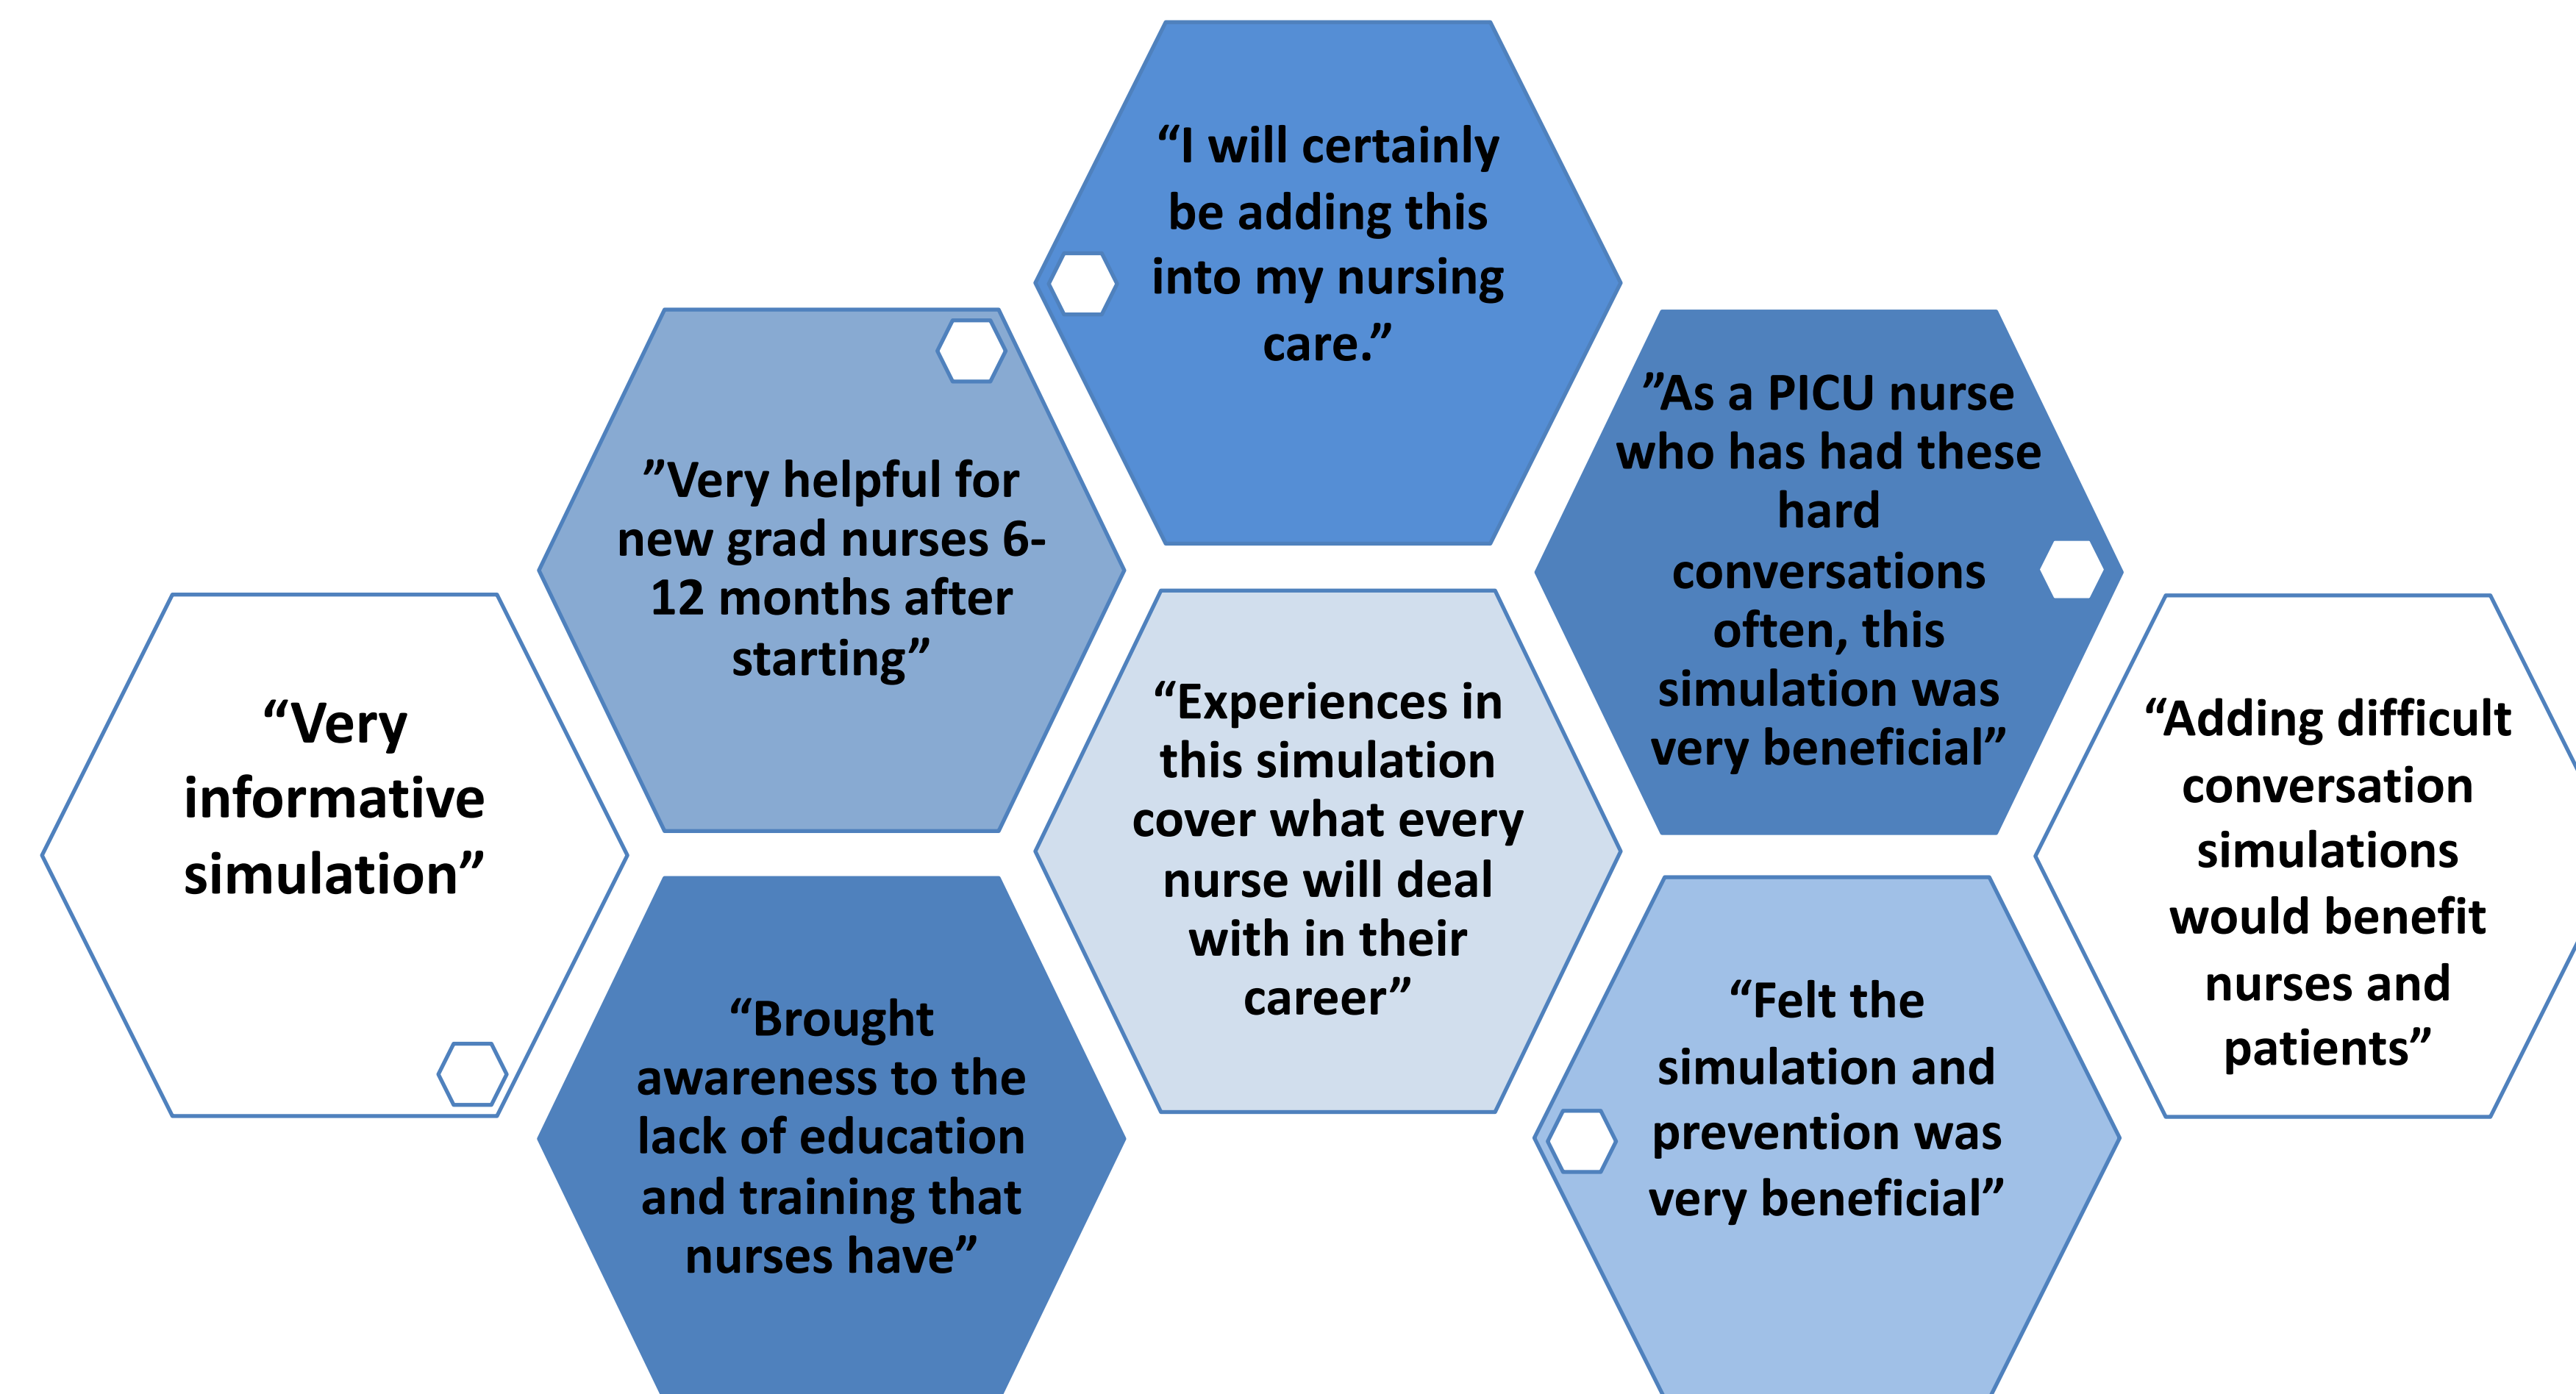 “I will certainly
be adding this
into my nursing
care.”
”Very helpful for
new grad nurses 6-
12 months after
starting”
”As a PICU nurse
who has had these
hard
conversations
often, this
simulation was
very beneficial”
“Very
informative
simulation”
“Experiences in
this simulation
cover what every
nurse will deal
with in their
career”
“Adding difficult
conversation
simulations
would benefit
nurses and
patients”
“Brought
awareness to the
lack of education
and training that
nurses have”
“Felt the
simulation and
prevention was
very beneficial”